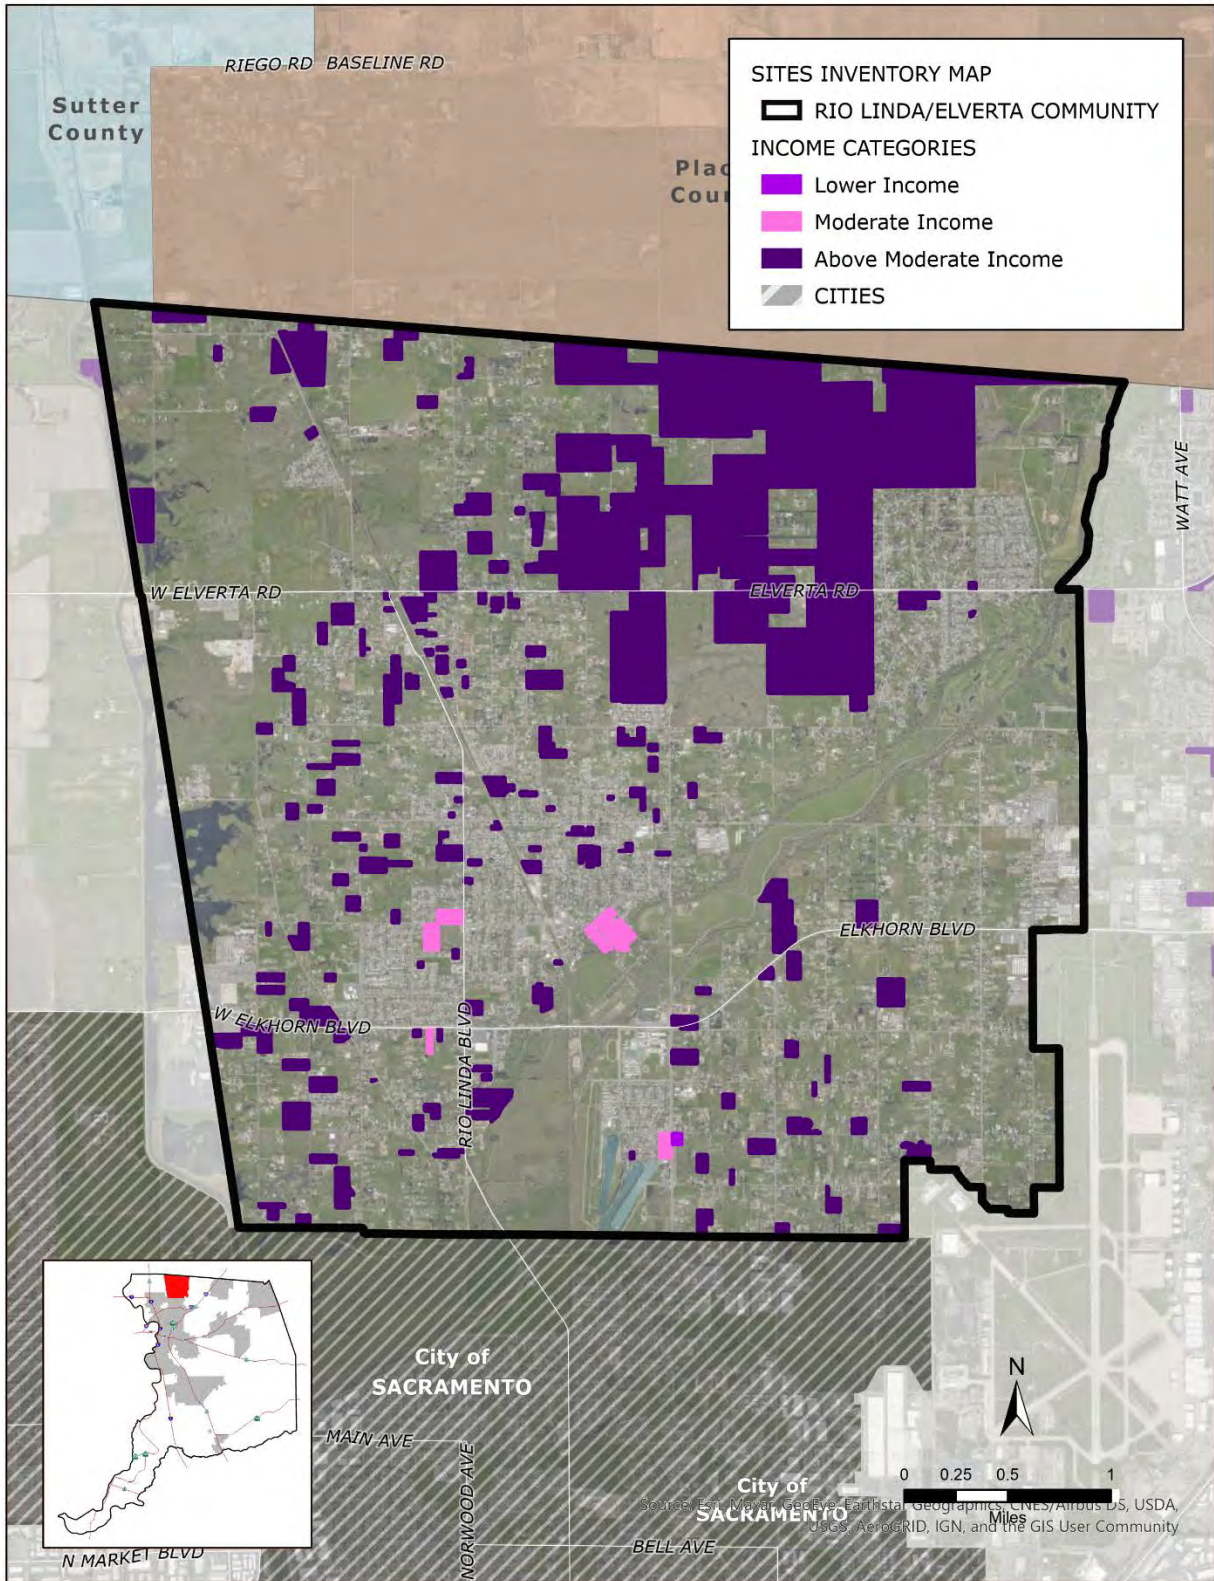 RIEGO RD BASELINE RD
Sutter
County
Plac
Coun
SITES INVENTORY MAP
RIO LINDA/ELVERTA COMMUNITY
INCOME CATEGORIES
Lower Income
Moderate Income
Above Moderate Income
CITIES
WATT AVE
W ELVERTA RD
ELVERTA RD
ELKHORN BLVD
W ELKHORN BLVD
RIO LINDA BLVD
City of
SACRAMENTO
MAIN AVE
NORWOOD AVE
N
0 0.25 0.5 1
Miles
City of
SACRAMENTO
Source: Esri, Maxar, GeoEye, Earthstar Geographics, CNES/Airbus DS, USDA,
USGS, AeroGRID, IGN, and the GIS User Community
BELL AVE
N MARKET BLVD